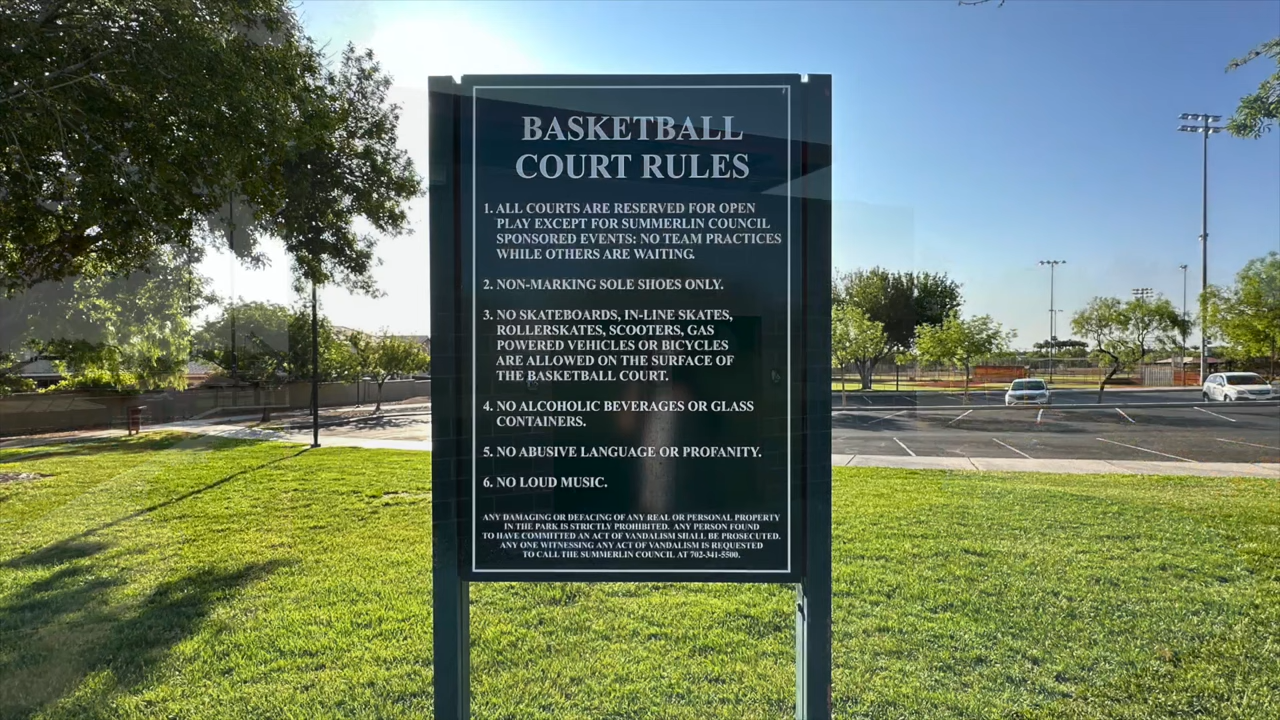 BASKETBALL
COURT RULES
1. ALL COURTS ARE RESERVED FOR OPEN
PLAY EXCEPT FOR SUMMERLIN COUNCIL
SPONSORED EVENTS: NO TEAM PRACTICES
WHILE OTHERS ARE WAITING.
2. NON-MARKING SOLE SHOES ONLY.
3. NO SKATEBOARDS, IN-LINE SKATES,
ROLLERSKATES, SCOOTERS, GAS
POWERED VEHICLES OR BICYCLES
ARE ALLOWED ON THE SURFACE OF
THE BASKETBALL COURT.
4. NO ALCOHOLIC BEVERAGES OR GLASS
CONTAINERS.
5. NO ABUSIVE LANGUAGE OR PROFANITY.
6. NO LOUD MUSIC.
ANY DAMAGING OR DEFACING OF ANY REAL OR PERSONAL PROPERTY
IN THE PARK IS STRICTLY PROHIBITED. ANY PERSON FOUND
TO HAVE COMMITTED AN ACT OF VANDALISM SHALL BE PROSECUTED.
ANY ONE WITNESSING ANY ACT OF VANDALISM IS REQUESTED
TO CALL THE SUMMERLIN COUNCIL AT 702-341-5500.